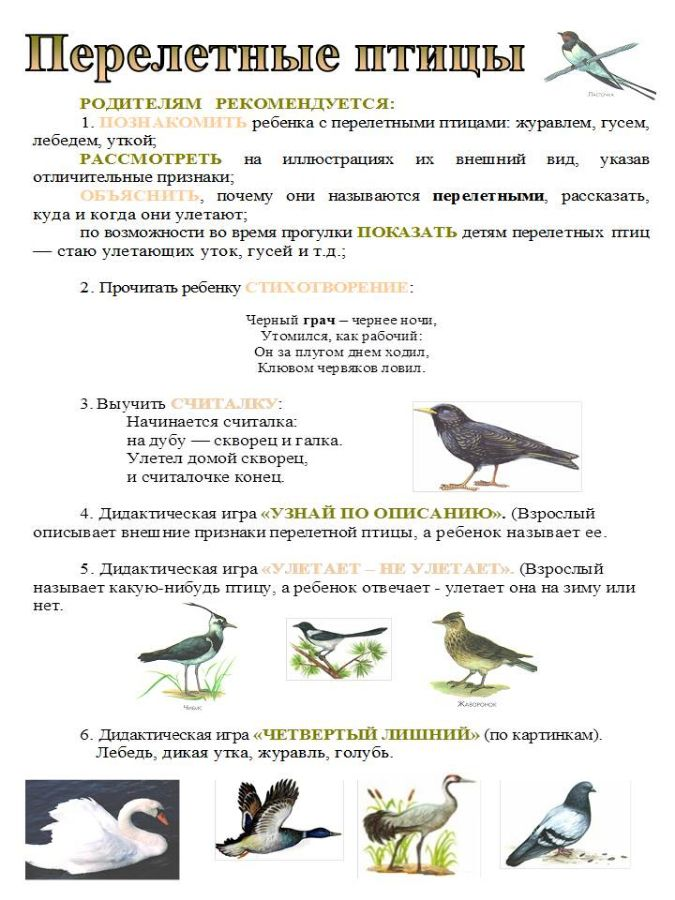 Перелетные птицы
Ласточка
РОДИТЕЛЯМ РЕКОМЕНДУЕТСЯ:
1. ПОЗНАКОМИТЬ ребенка с перелетными птицами: журавлем, гусем,
лебедем, уткой;
РАССМОТРЕТЬ на иллюстрациях их внешний вид, указав
отличительные признаки;
ОБЪЯСНИТЬ, почему они называются перелетными, рассказать,
куда и когда они улетают;
по возможности во время прогулки ПОКАЗАТЬ детям перелетных птиц
— стаю улетающих уток, гусей и т.д.;
2. Прочитать ребенку СТИХОТВОРЕНИЕ:
Черный грач – чернее ночи,
Утомился, как рабочий:
Он за плугом днем ходил,
Клювом червяков ловил.
3. Выучить СЧИТАЛКУ:
Начинается считалка:
на дубу — скворец и галка.
Улетел домой скворец,
и считалочке конец.
4. Дидактическая игра «УЗНАЙ ПО ОПИСАНИЮ». (Взрослый
описывает внешние признаки перелетной птицы, а ребенок называет ее.
5. Дидактическая игра «УЛЕТАЕТ – НЕ УЛЕТАЕТ». (Взрослый
называет какую-нибудь птицу, а ребенок отвечает - улетает она на зиму или
нет.
Чибис
Жаворонок
6. Дидактическая игра «ЧЕТВЕРТЫЙ ЛИШНИЙ» (по картинкам).
Лебедь, дикая утка, журавль, голубь.